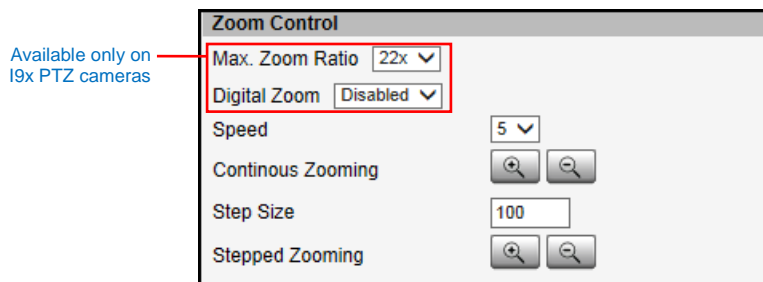 Zoom Control
Available only on
I9x PTZ cameras
Max. Zoom Ratio 22x
Digital Zoom Disabled
Speed 5
Continous Zooming
Step Size 100
Stepped Zooming